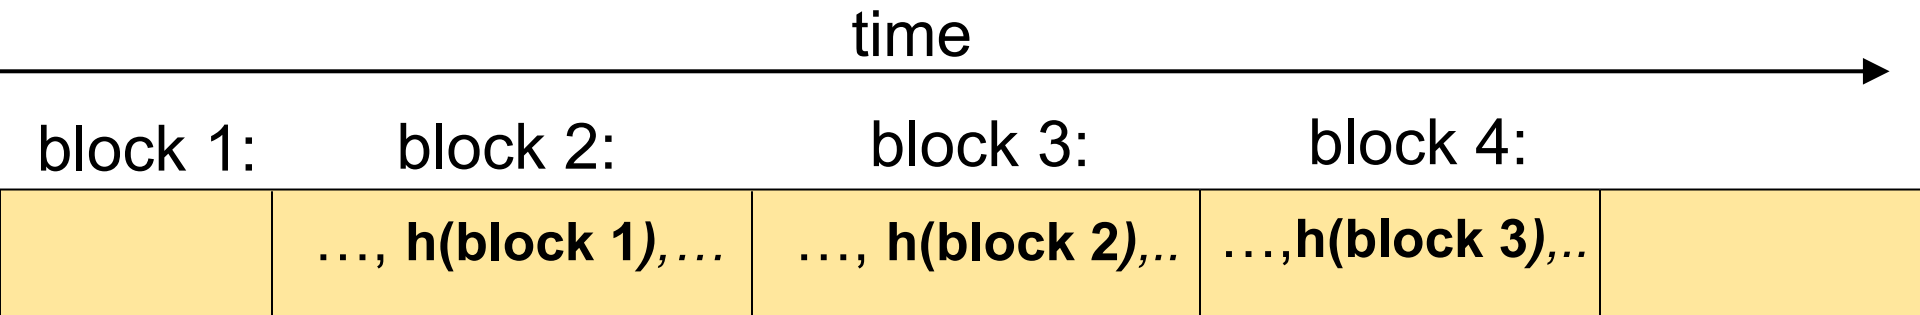 time
block 1: block 2: block 3: block 4:
…, h(block 1),… …, h(block 2),.. …,h(block 3),..